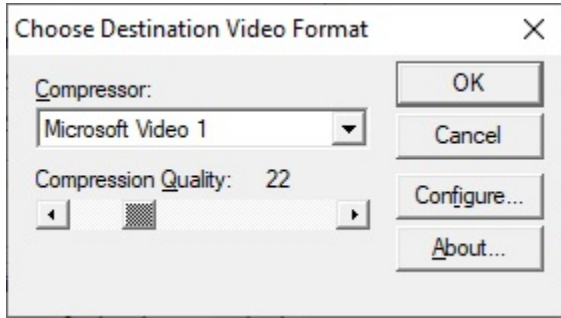 Choose Destination Video Format
Compressor:
OK
Microsoft Video 1
Cancel
Compression Quality: 22
Configure...
About...